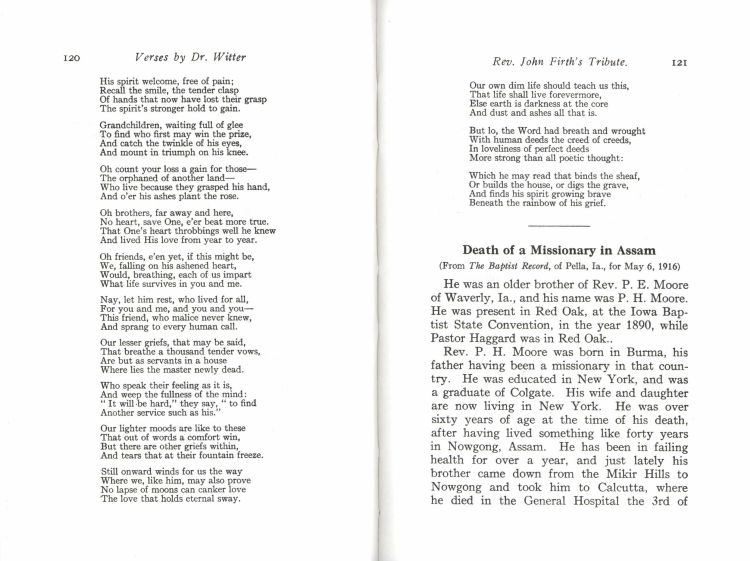 120
Verses by Dr. Witter
His spirit welcome, free of pain;
Recall the smile, the tender clasp
Of hands that now have lost their grasp
The spirit's stronger hold to gain.
Grandchildren, waiting full of glee
To find who first may win the prize,
And catch the twinkle of his eyes,
And mount in triumph on his knee.
Oh count your loss a gain for those—
The orphaned of another land—
Who live because they grasped his hand,
And o'er his ashes plant the rose.
Oh brothers, far away and here,
No heart, save One, e'er beat more true.
That One's heart throbbings well he knew
And lived His love from year to year.
Oh friends, e'en yet, if this might be,
We, falling on his ashened heart,
Would, breathing, each of us impart
What life survives in you and me.
Nay, let him rest, who lived for all,
For you and me, and you and you—
This friend, who malice never knew,
And sprang to every human call.
Our lesser griefs, that may be said,
That breathe a thousand tender vows,
Are but as servants in a house
Where lies the master newly dead.
Who speak their feeling as it is,
And weep the fullness of the mind:
" It will be hard," they say, " to find
Another service such as his."
Our lighter moods are like to these
That out of words a comfort win,
But there are other griefs within,
And tears that at their fountain freeze.
Still onward winds for us the way
Where we, like him, may also prove
No lapse of moons can canker love
The love that holds eternal sway.
Rev. John Firth's Tribute.
121
Our own dim life should teach us this,
That life shall live forevermore,
Else earth is darkness at the core
And dust and ashes all that is.
But lo, the Word had breath and wrought
With human deeds the creed of creeds,
In loveliness of perfect deeds
More strong than all poetic thought:
Which he may read that binds the sheaf,
Or builds the house, or digs the grave,
And finds his spirit growing brave
Beneath the rainbow of his grief.
Death of a Missionary in Assam
(From The Baptist Record, of Pella, Ia., for May 6, 1916)
He was an older brother of Rev. P. E. Moore
of Waverly, Ia., and his name was P. H. Moore.
He was present in Red Oak, at the Iowa Bap-
tist State Convention, in the year 1890, while
Pastor Haggard was in Red Oak..
Rev. P. H. Moore was born in Burma, his
father having been a missionary in that coun-
try. He was educated in New York, and was
a graduate of Colgate. His wife and daughter
are now living in New York. He was over
sixty years of age at the time of his death,
after having lived something like forty years
in Nowgong, Assam. He has been in failing
health for over a year, and just lately his
brother came down from the Mikir Hills to
Nowgong and took him to Calcutta, where
he died in the General Hospital the 3rd of